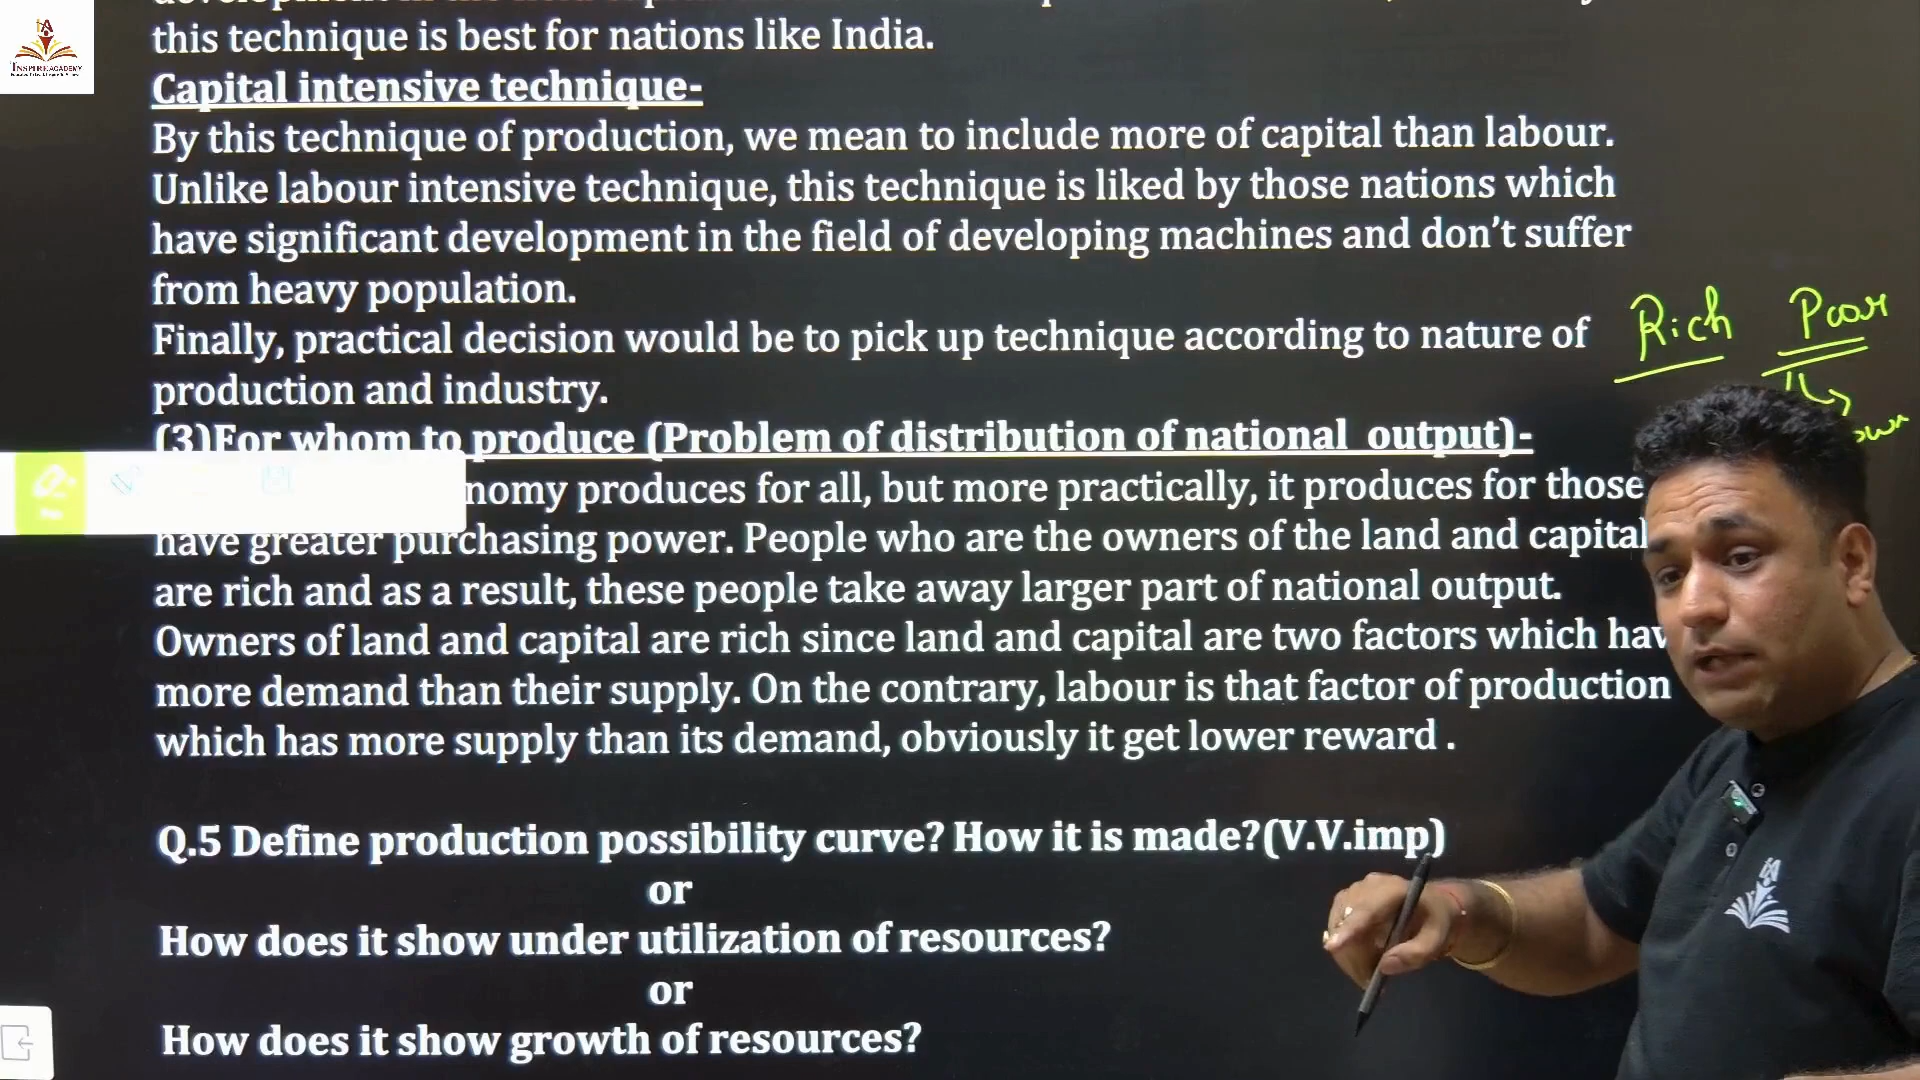 INSPIRE ACADEMY
this technique is best for nations like India.
Capital intensive technique-
By this technique of production, we mean to include more of capital than labour.
Unlike labour intensive technique, this technique is liked by those nations which
have significant development in the field of developing machines and don't suffer
from heavy population.
Finally, practical decision would be to pick up technique according to nature of
production and industry.
Rich Poor
(3)For whom to produce (Problem of distribution of national output)-
produces for all, but more practically, it produces for those
have greater purchasing power. People who are the owners of the land and capital
are rich and as a result, these people take away larger part of national output.
Owners of land and capital are rich since land and capital are two factors which
more demand than their supply. On the contrary, labour is that factor of production
which has more supply than its demand, obviously it get lower reward .
Q.5 Define production possibility curve? How it is made?(V.V.imp)
or
How does it show under utilization of resources?
or
How does it show growth of resources?